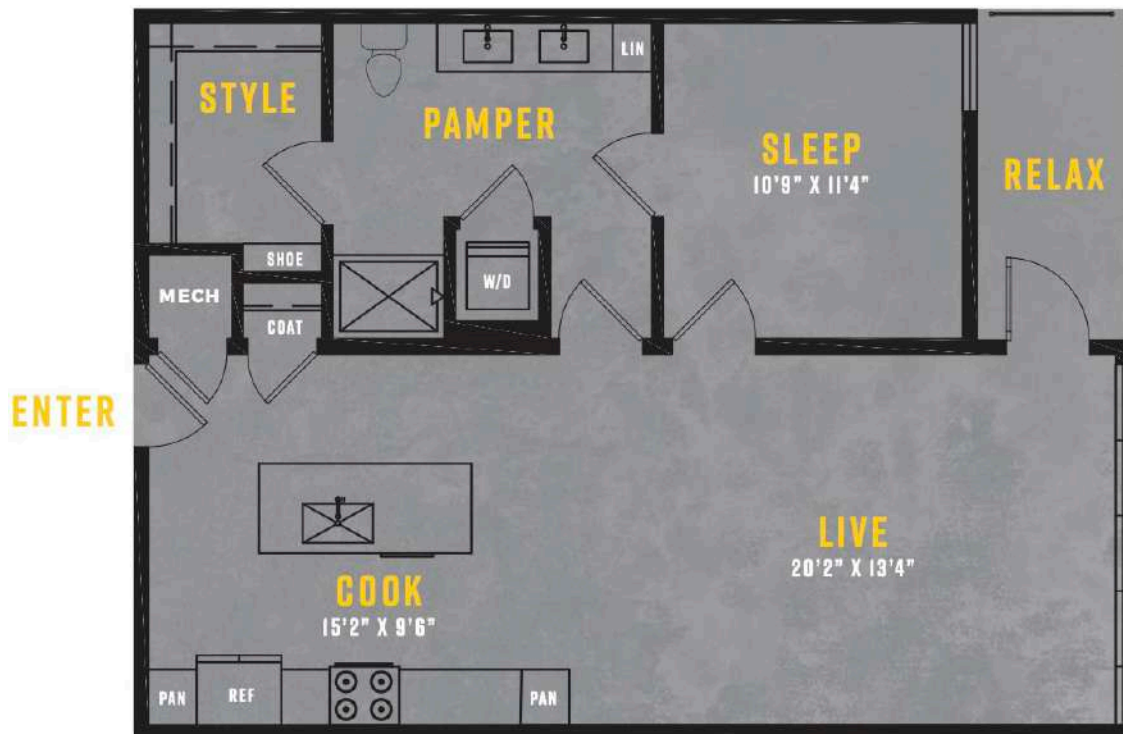 STYLE
PAMPER
LIN
SLEEP
10'9" X 11'4"
RELAX
SHOE
MECH
COAT
W/D
ENTER
LIVE
20'2" X 13'4"
COOK
15'2" X 9'6"
PAN
REF
PAN